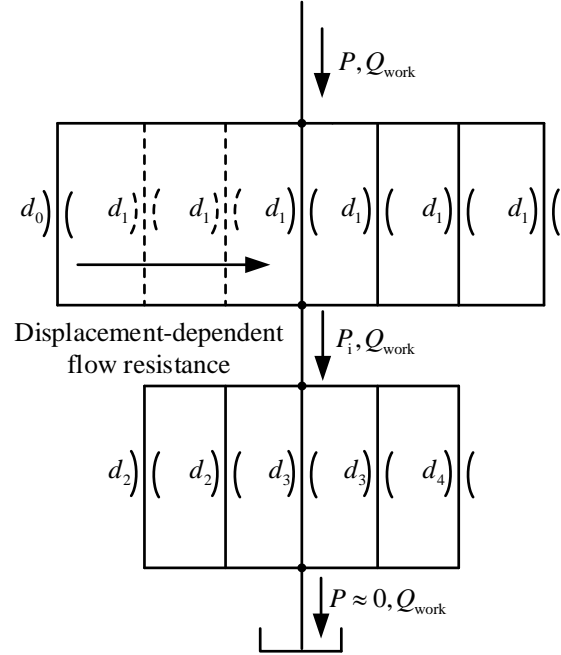 P, Q_work
d_0 d_1 d_1 d_1 d_1 d_1 d_1
Displacement-dependent
flow resistance
P_i, Q_work
d_2 d_2 d_3 d_3 d_4
P ≈ 0, Q_work